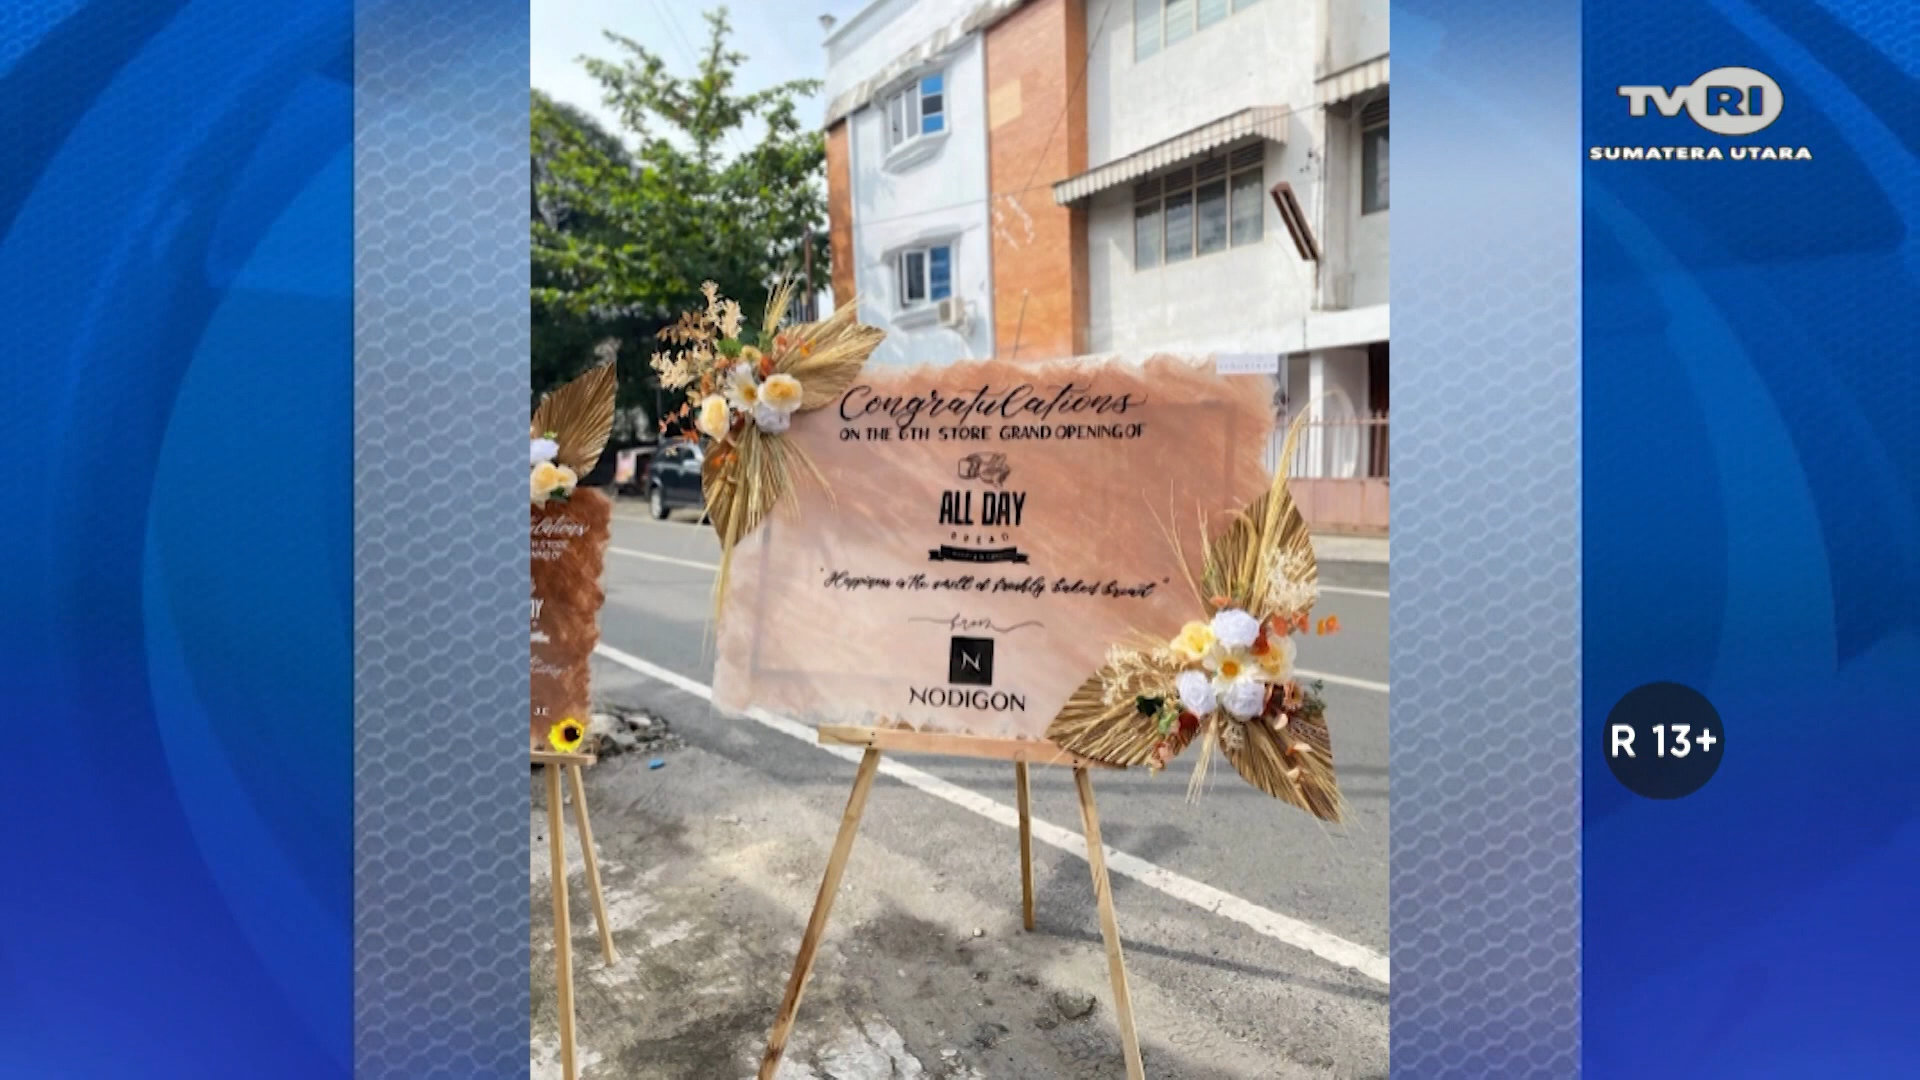 TVRI
SUMATERA UTARA
Congratulations
ON THE 6TH STORE GRAND OPENING OF
ALL DAY
BREAD
"Happiness is the smell of freshly baked bread"
from
N
NODIGON
J.E
R 13+